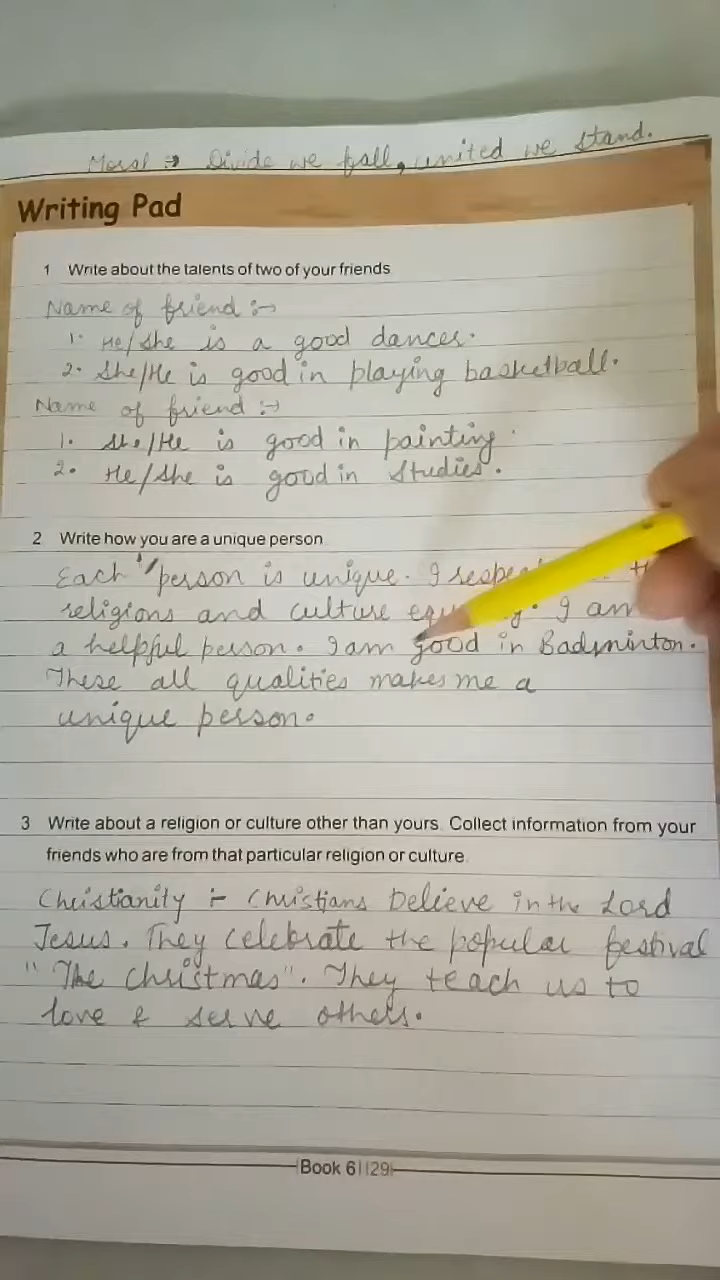 Moral → Divide we fall, united we stand.
Writing Pad
1 Write about the talents of two of your friends
Name of friend :→
1. He/She is a good dancer.
2. She/He is good in playing basketball.
Name of friend :→
1. She/He is good in painting.
2. He/She is good in studies.
2 Write how you are a unique person
Each person is unique. I
religions and culture I am
a helpful person. I am good in Badminton.
These all qualities makes me a
unique person.
3 Write about a religion or culture other than yours. Collect information from your
friends who are from that particular religion or culture.
Christianity :- Christians believe in the Lord
Jesus. They celebrate the popular festival
"The Christmas". They teach us to
love & serve others.
Book 6 29